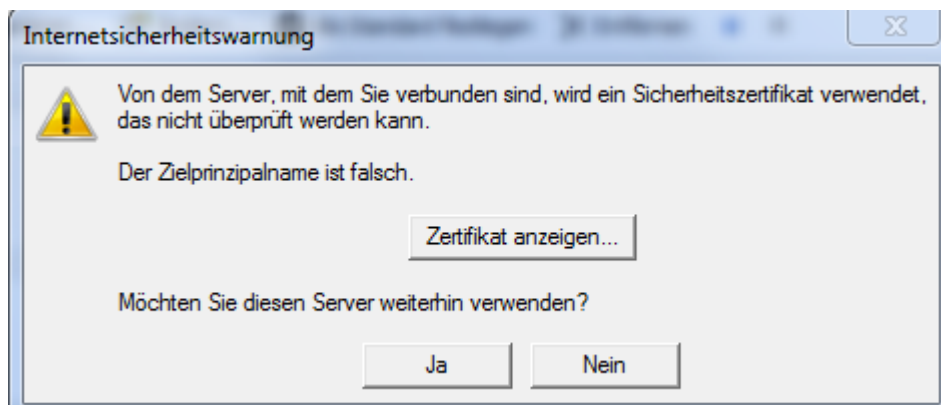 Internetsicherheitswarnung
Von dem Server, mit dem Sie verbunden sind, wird ein Sicherheitszertifikat verwendet,
das nicht überprüft werden kann.
Der Zielprinzipalname ist falsch.
Zertifikat anzeigen...
Möchten Sie diesen Server weiterhin verwenden?
Ja Nein